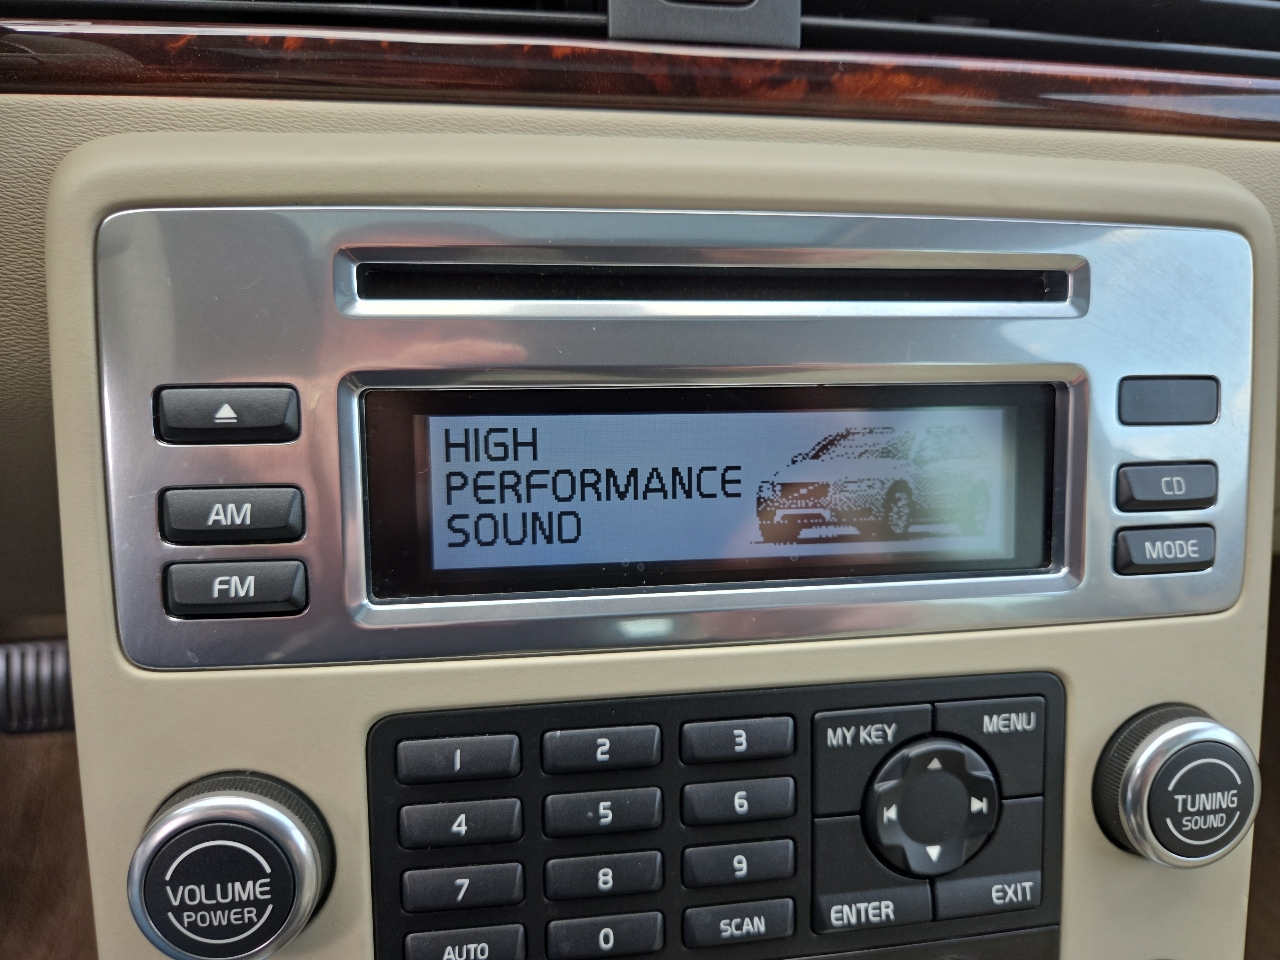 HIGH
PERFORMANCE
SOUND
AM
FM
CD
MODE
1
2
3
MY KEY
MENU
4
5
6
7
8
9
ENTER
EXIT
AUTO
0
SCAN
VOLUME
POWER
TUNING
SOUND